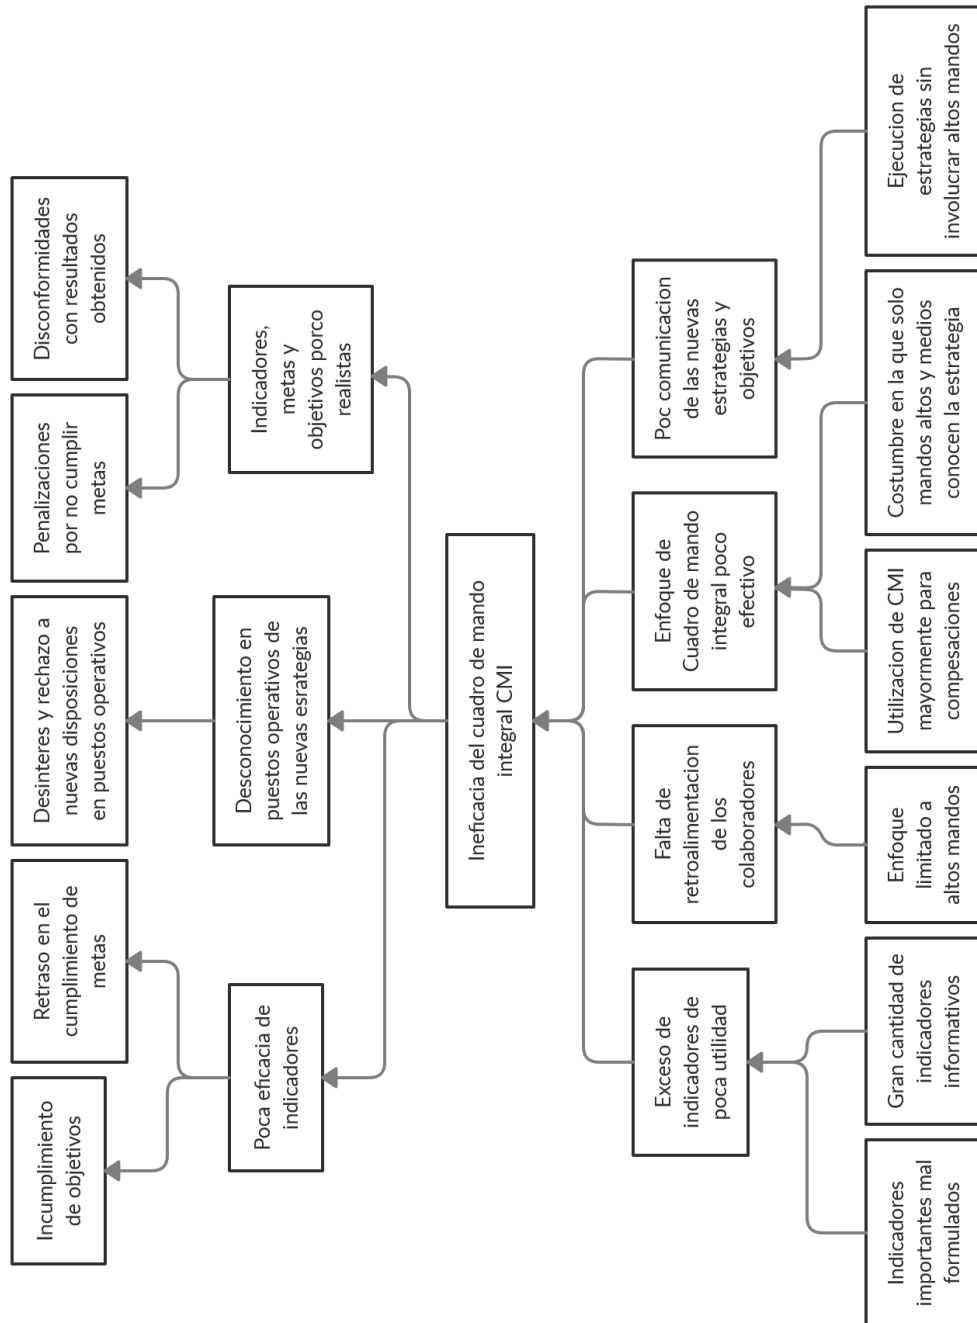 Incumplimiento
de objetivos
Retraso en el
cumplimiento de
metas
Desinteres y rechazo a
nuevas disposiciones
en puestos operativos
Penalizaciones
por no cumplir
metas
Disconformidades
con resultados
obtenidos
Poca eficacia de
indicadores
Desconocimiento en
puestos operativos de
las nuevas esrategias
Indicadores,
metas y
objetivos porco
realistas
Ineficacia del cuadro de mando
integral CMI
Exceso de
indicadores de
poca utilidad
Falta de
retroalimentacion
de los
colaboradores
Enfoque de
Cuadro de mando
integral poco
efectivo
Poc comunicacion
de las nuevas
estrategias y
objetivos
Indicadores
importantes mal
formulados
Gran cantidad de
indicadores
informativos
Enfoque
limitado a
altos mandos
Utilizacion de CMI
mayormente para
compesaciones
Costumbre en la que solo
mandos altos y medios
conocen la estrategia
Ejecucion de
estrategias sin
involucrar altos mandos